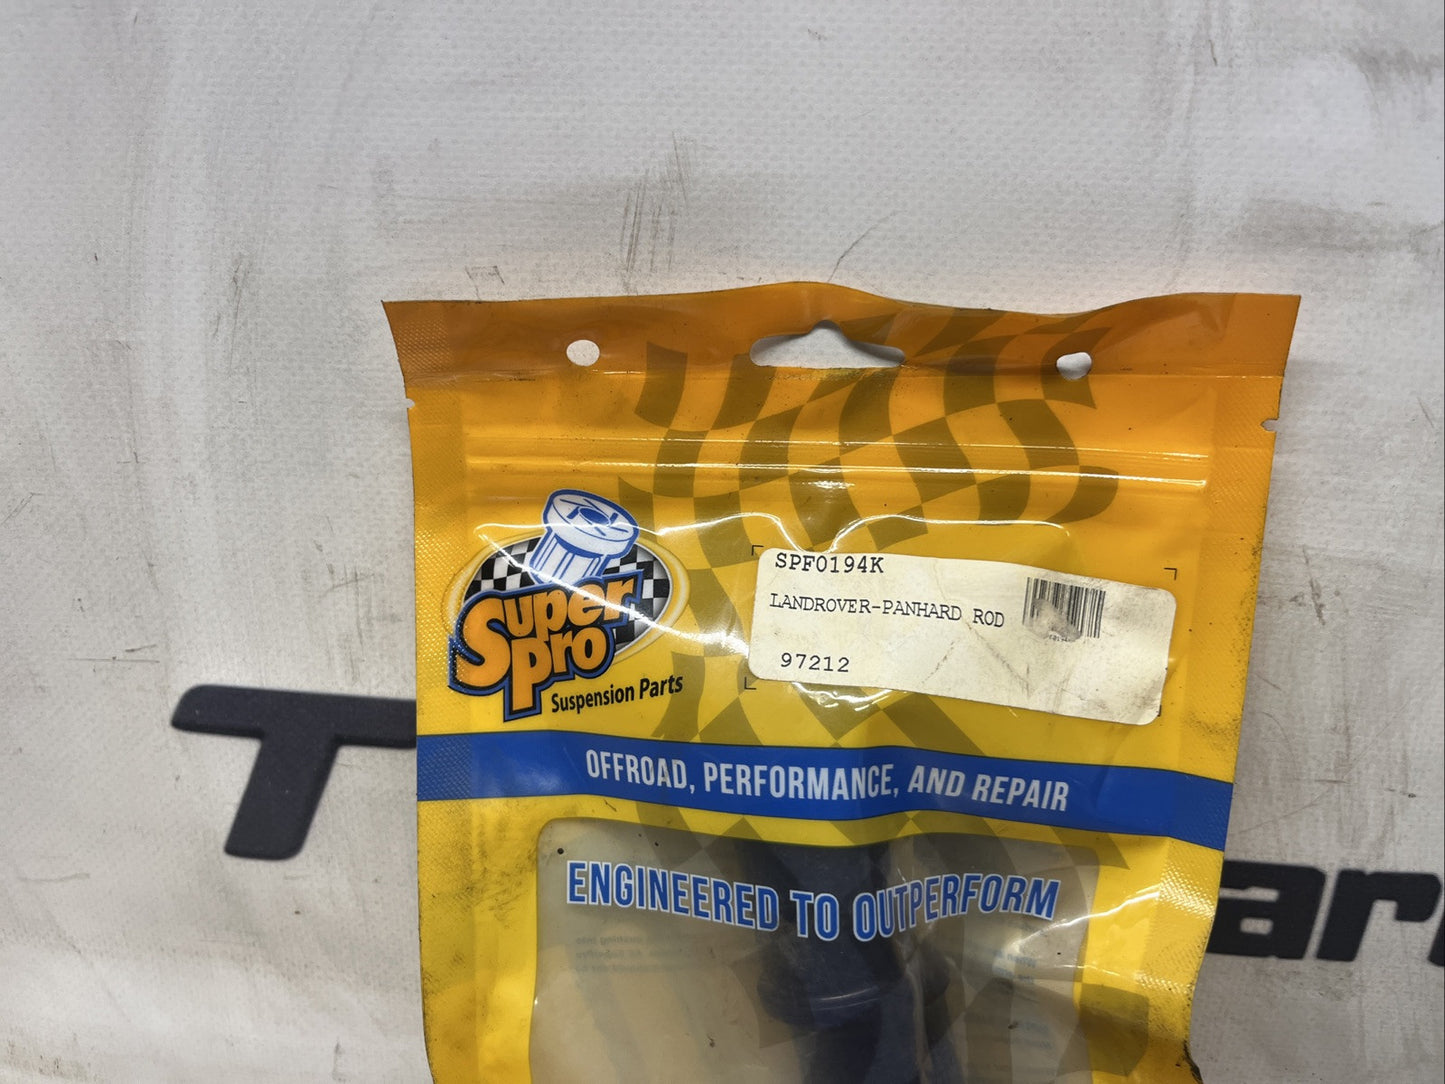 SPF0194K
LANDROVER-PANHARD ROD
97212
Super
Pro
Suspension Parts
OFFROAD, PERFORMANCE, AND REPAIR
ENGINEERED TO OUTPERFORM